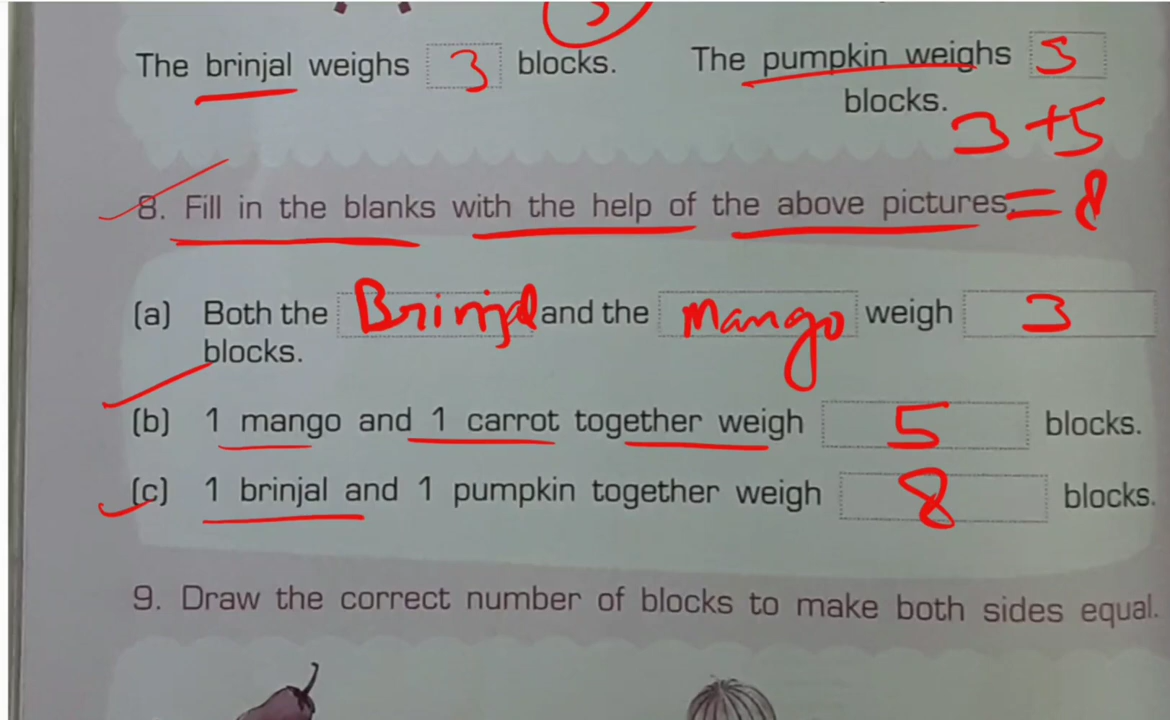 3
The brinjal weighs 3 blocks. The pumpkin weighs 5
blocks.
3 + 5
8. Fill in the blanks with the help of the above pictures. = 8
(a) Both the Brinjal and the Mango weigh 3
blocks.
(b) 1 mango and 1 carrot together weigh 5 blocks.
(c) 1 brinjal and 1 pumpkin together weigh 8 blocks.
9. Draw the correct number of blocks to make both sides equal.